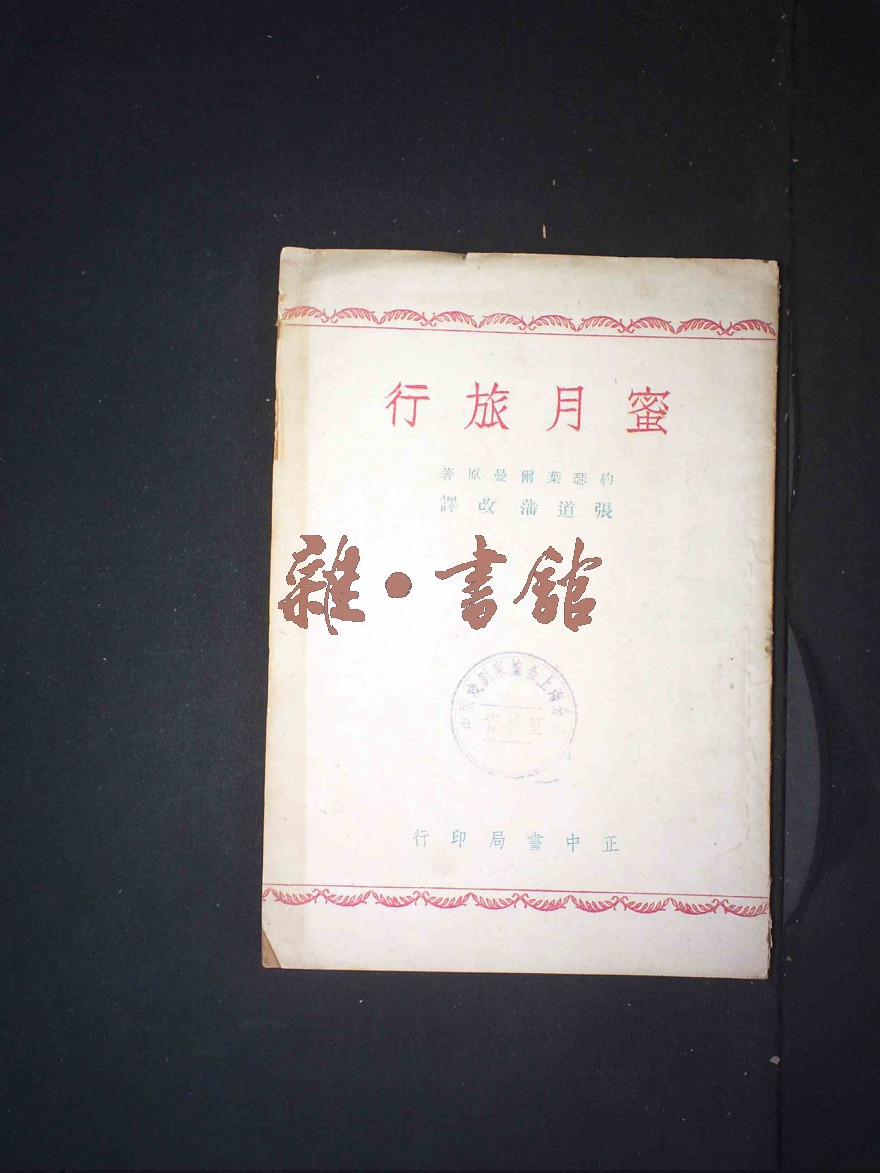 蜜月旅行
約瑟葉爾曼原著
張道藩改譯
雜·書館
正中書局印行